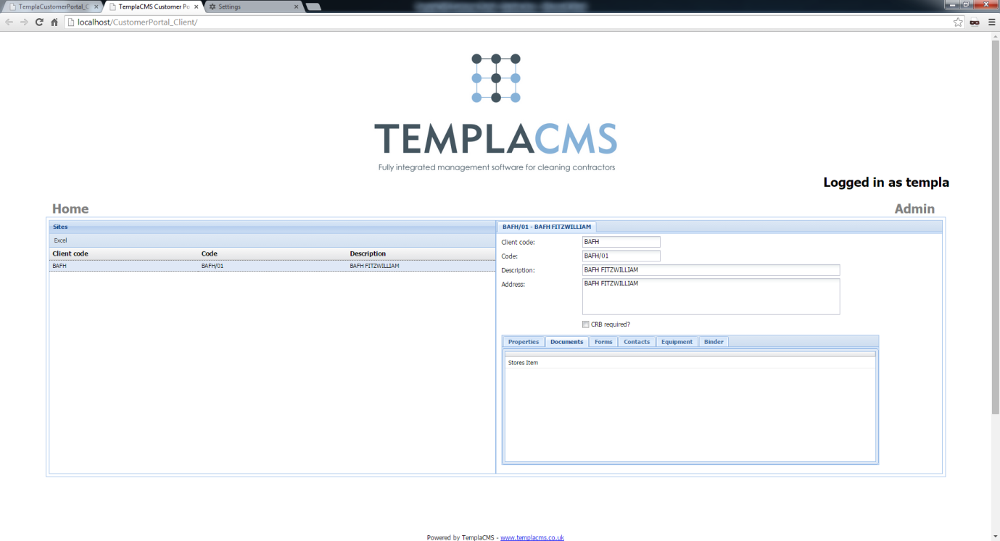 TemplaCustomerPortal_C
TemplaCMS Customer Po
Settings
localhost/CustomerPortal_Client/
TEMPLACMS
Fully integrated management software for cleaning contractors
Logged in as templa
Home
Admin
Sites
Excel
Client code Code Description
BAFH BAFH/01 BAFH FITZWILLIAM
BAFH/01 - BAFH FITZWILLIAM
Client code: BAFH
Code: BAFH/01
Description: BAFH FITZWILLIAM
Address: BAFH FITZWILLIAM
CRB required?
Properties Documents Forms Contacts Equipment Binder
Stores Item
Powered by TemplaCMS - www.templacms.co.uk